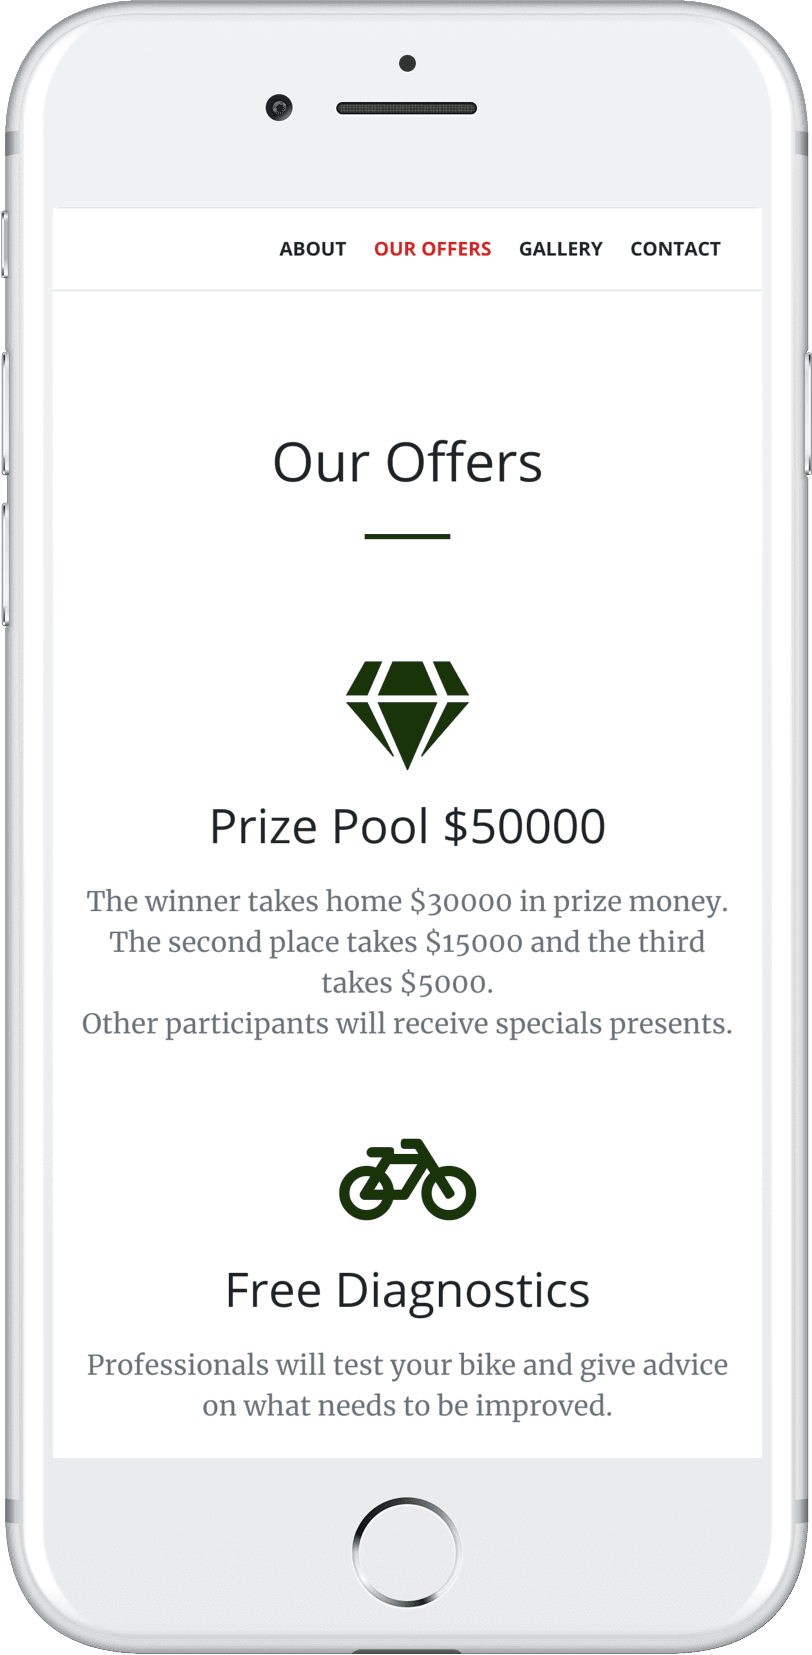 ABOUT OUR OFFERS GALLERY CONTACT
Our Offers
Prize Pool $50000
The winner takes home $30000 in prize money.
The second place takes $15000 and the third
takes $5000.
Other participants will receive specials presents.
Free Diagnostics
Professionals will test your bike and give advice
on what needs to be improved.